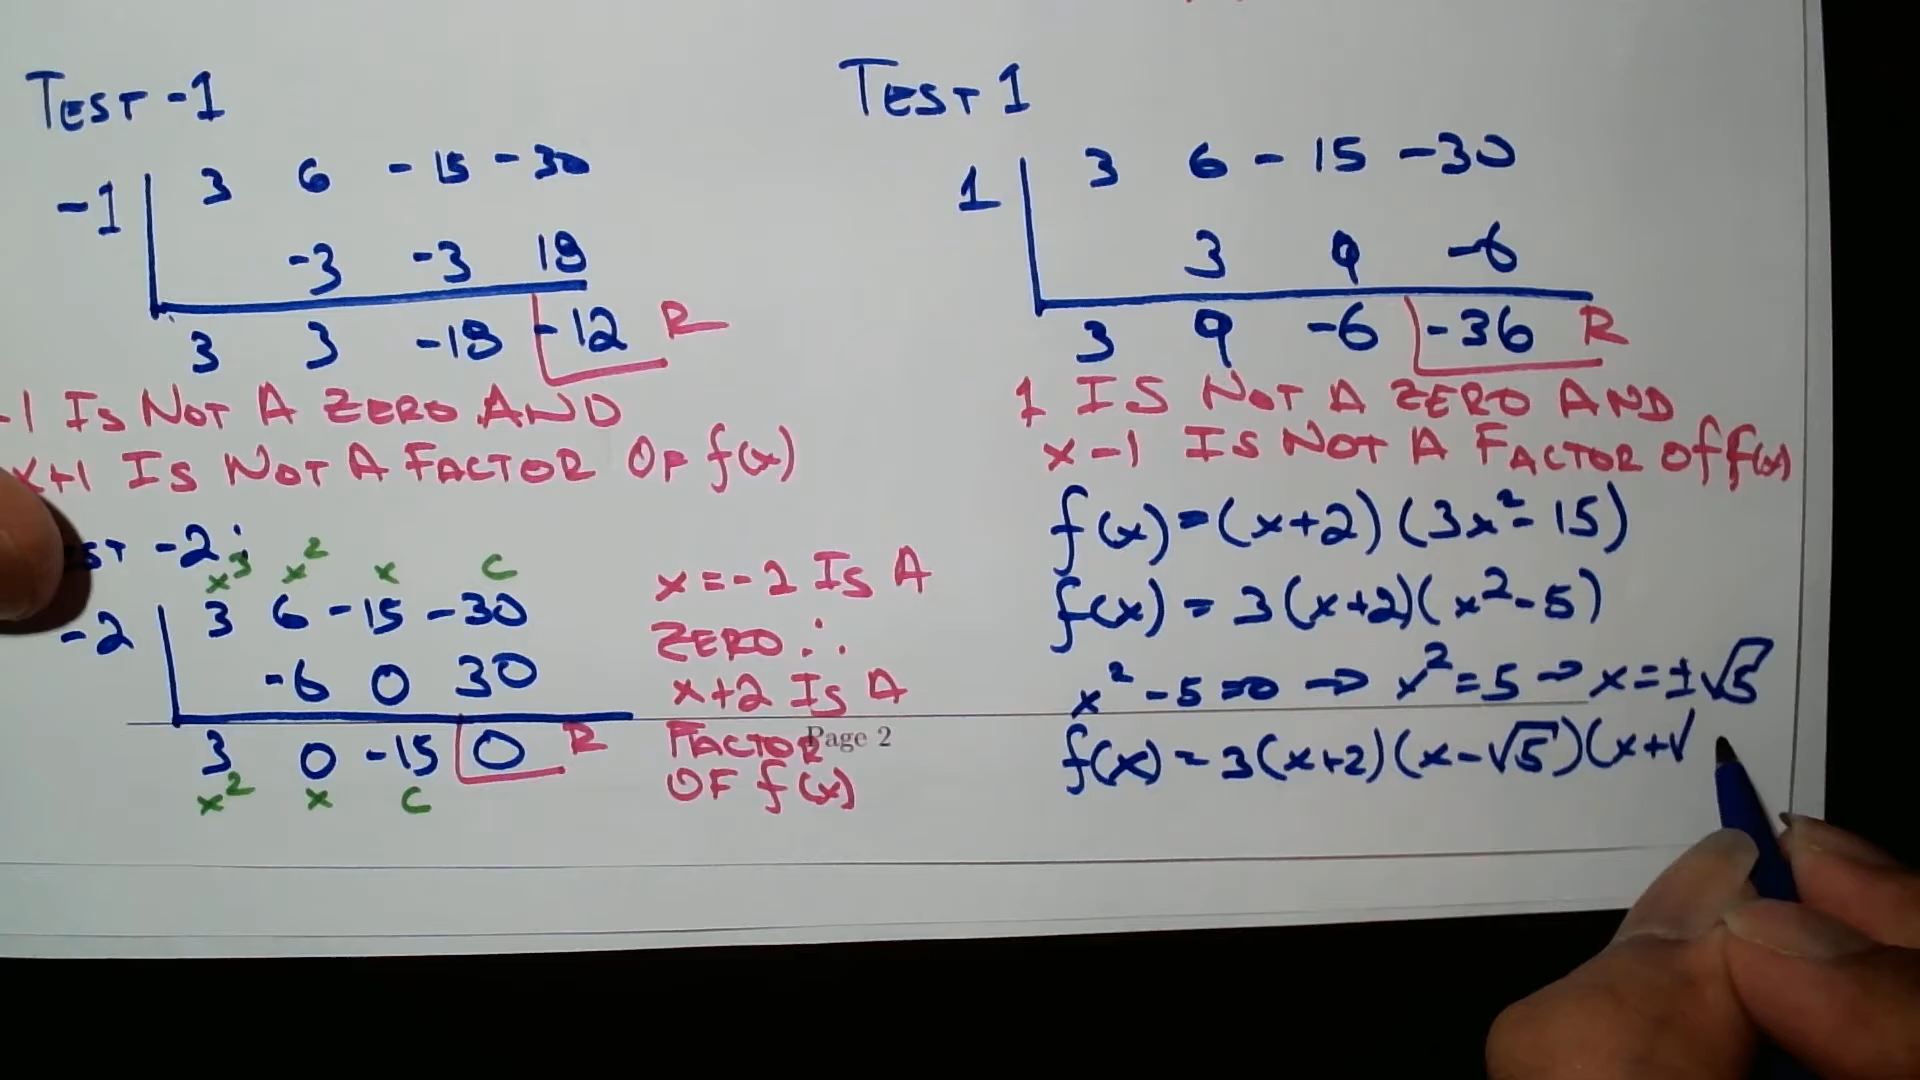 TEST -1
-1 3 6 -15 -30
-3 -3 18
3 3 -18 -12 R
-1 IS NOT A ZERO AND
x+1 IS NOT A FACTOR OF f(x)
TEST 1
1 3 6 -15 -30
3 9 -6
3 9 -6 -36 R
1 IS NOT A ZERO AND
x-1 IS NOT A FACTOR OF f(x)
-2:
x³ x² x c
-2 3 6 -15 -30
-6 0 30
3 0 -15 0 R
x² x c
x=-2 IS A
ZERO ∴
x+2 IS A
FACTOR
OF f(x)
f(x)=(x+2)(3x²-15)
f(x)=3(x+2)(x²-5)
x²-5=0 → x²=5 → x=±√5
f(x)=3(x+2)(x-√5)(x+√
Page 2